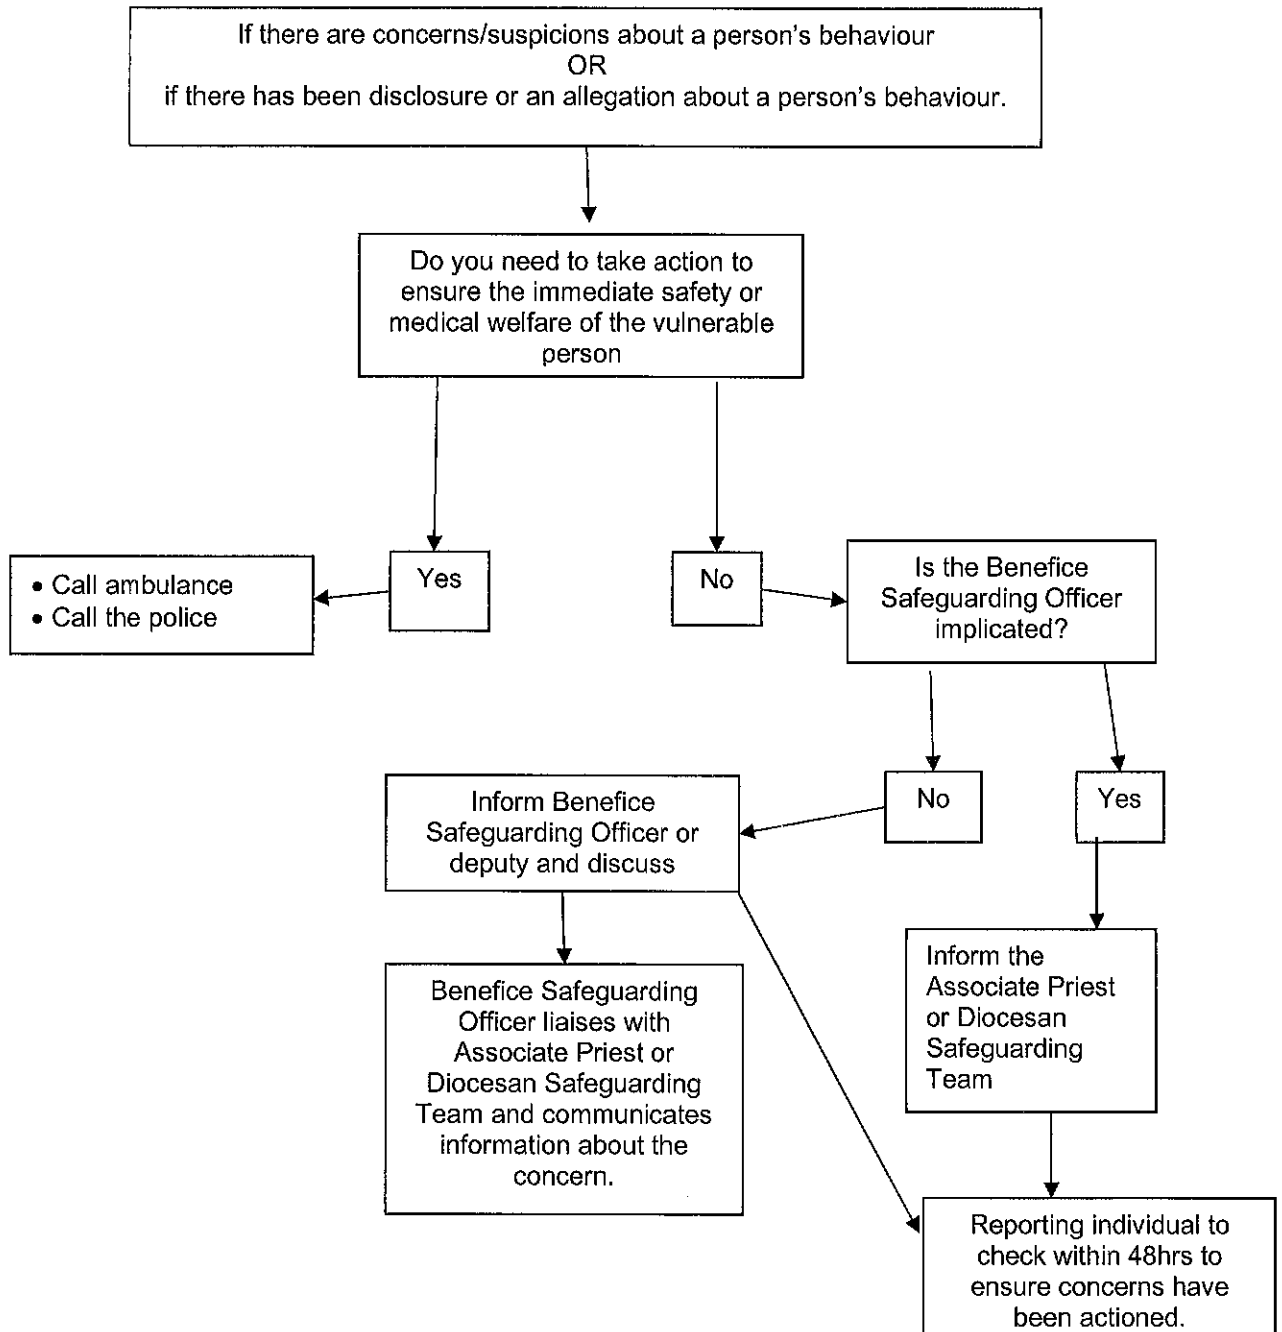 If there are concerns/suspicions about a person's behaviour
OR
if there has been disclosure or an allegation about a person's behaviour.
Do you need to take action to
ensure the immediate safety or
medical welfare of the vulnerable
person
• Call ambulance
• Call the police
Yes
No
Is the Benefice
Safeguarding Officer
implicated?
Inform Benefice
Safeguarding Officer or
deputy and discuss
No
Yes
Benefice Safeguarding
Officer liaises with
Associate Priest or
Diocesan Safeguarding
Team and communicates
information about the
concern.
Inform the
Associate Priest
or Diocesan
Safeguarding
Team
Reporting individual to
check within 48hrs to
ensure concerns have
been actioned.